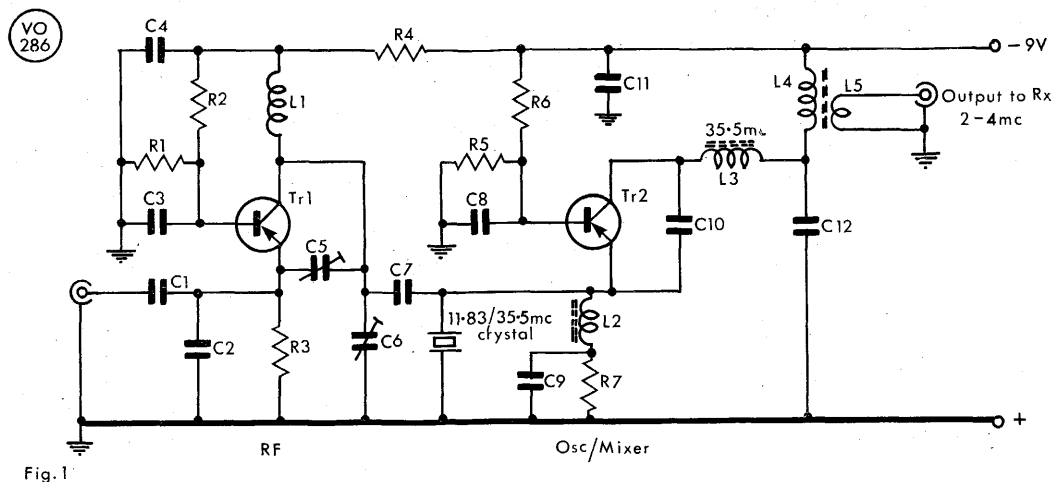 VO
286
C4
R4
− 9V
R2
L1
R6
C11
L4
L5
Output to Rx
2-4mc
R1
R5
35·5mc
L3
C3
Tr1
C8
Tr2
C10
C12
C5
C1
C7
11·83/35·5mc
crystal
L2
C2
R3
C6
C9
R7
+
RF
Osc/Mixer
Fig.1